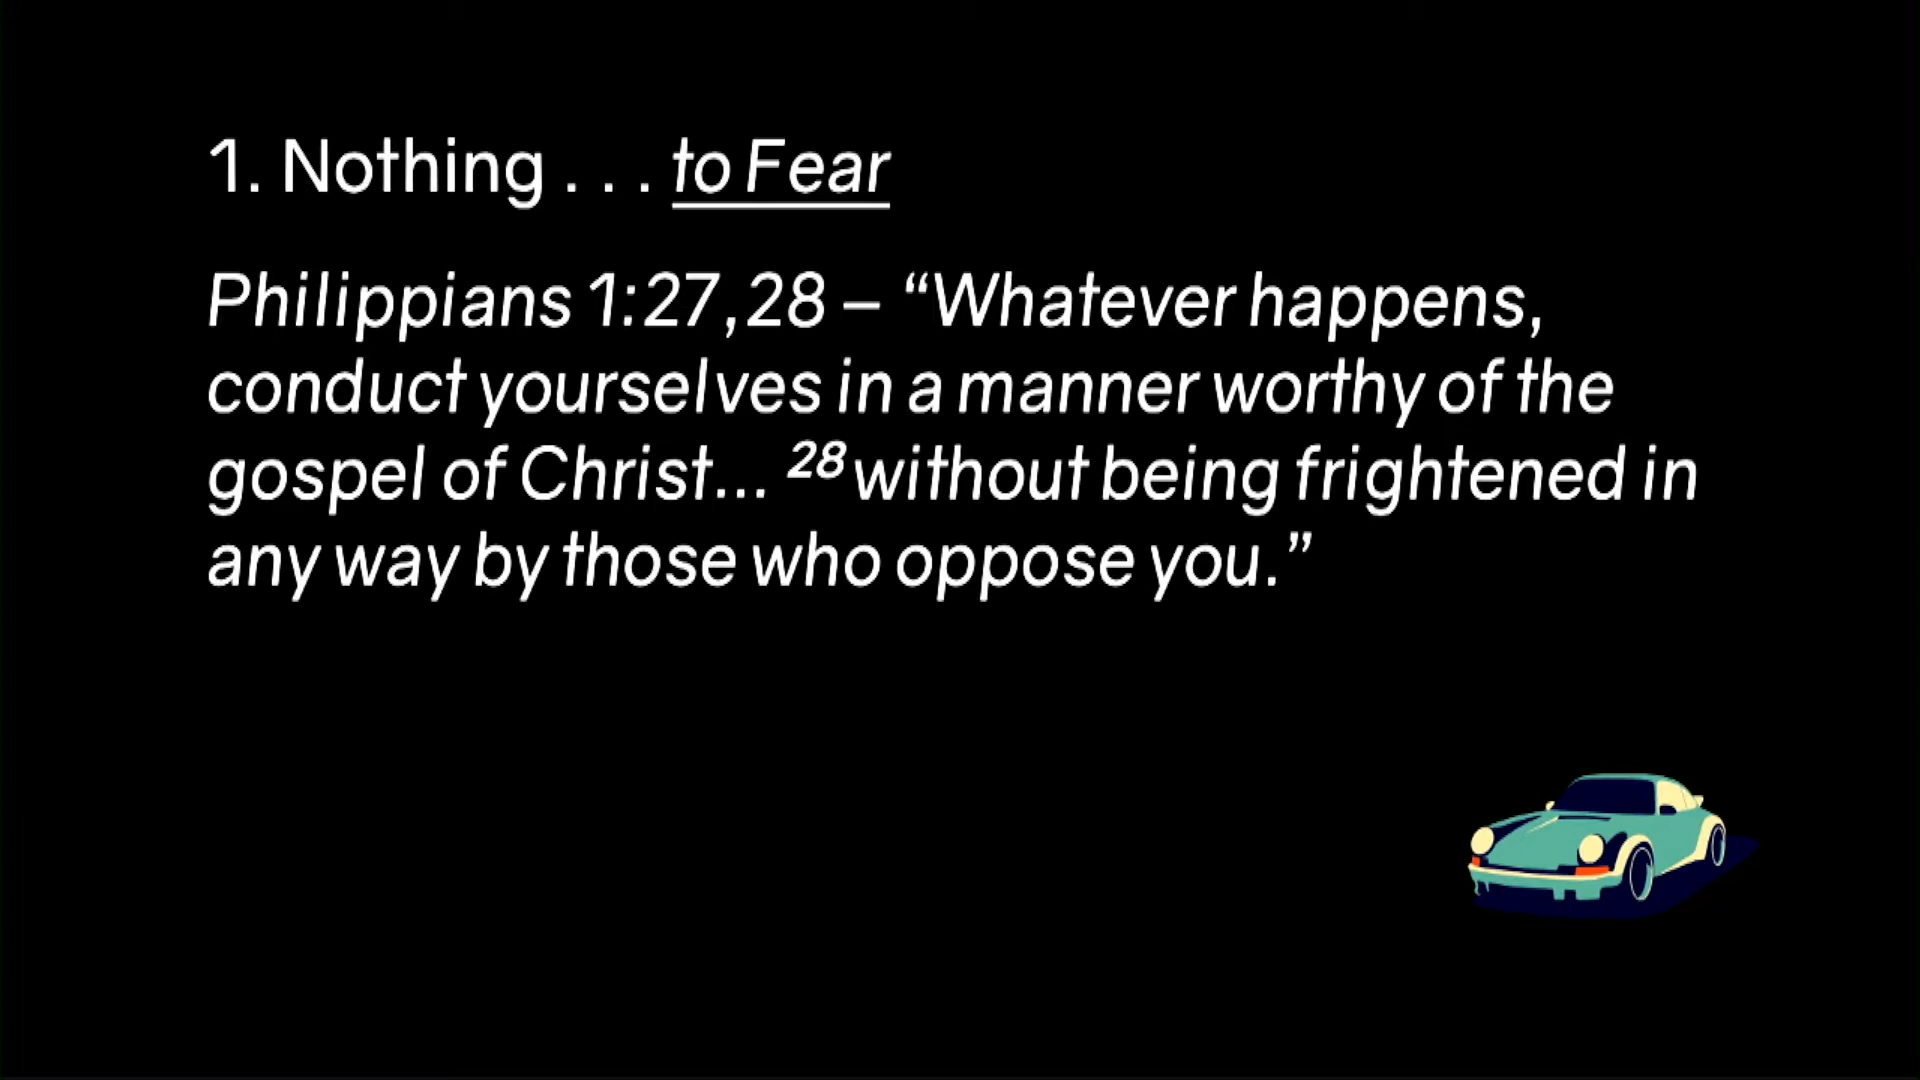 1. Nothing . . . to Fear
Philippians 1:27,28 – “Whatever happens,
conduct yourselves in a manner worthy of the
gospel of Christ... ²⁸ without being frightened in
any way by those who oppose you.”